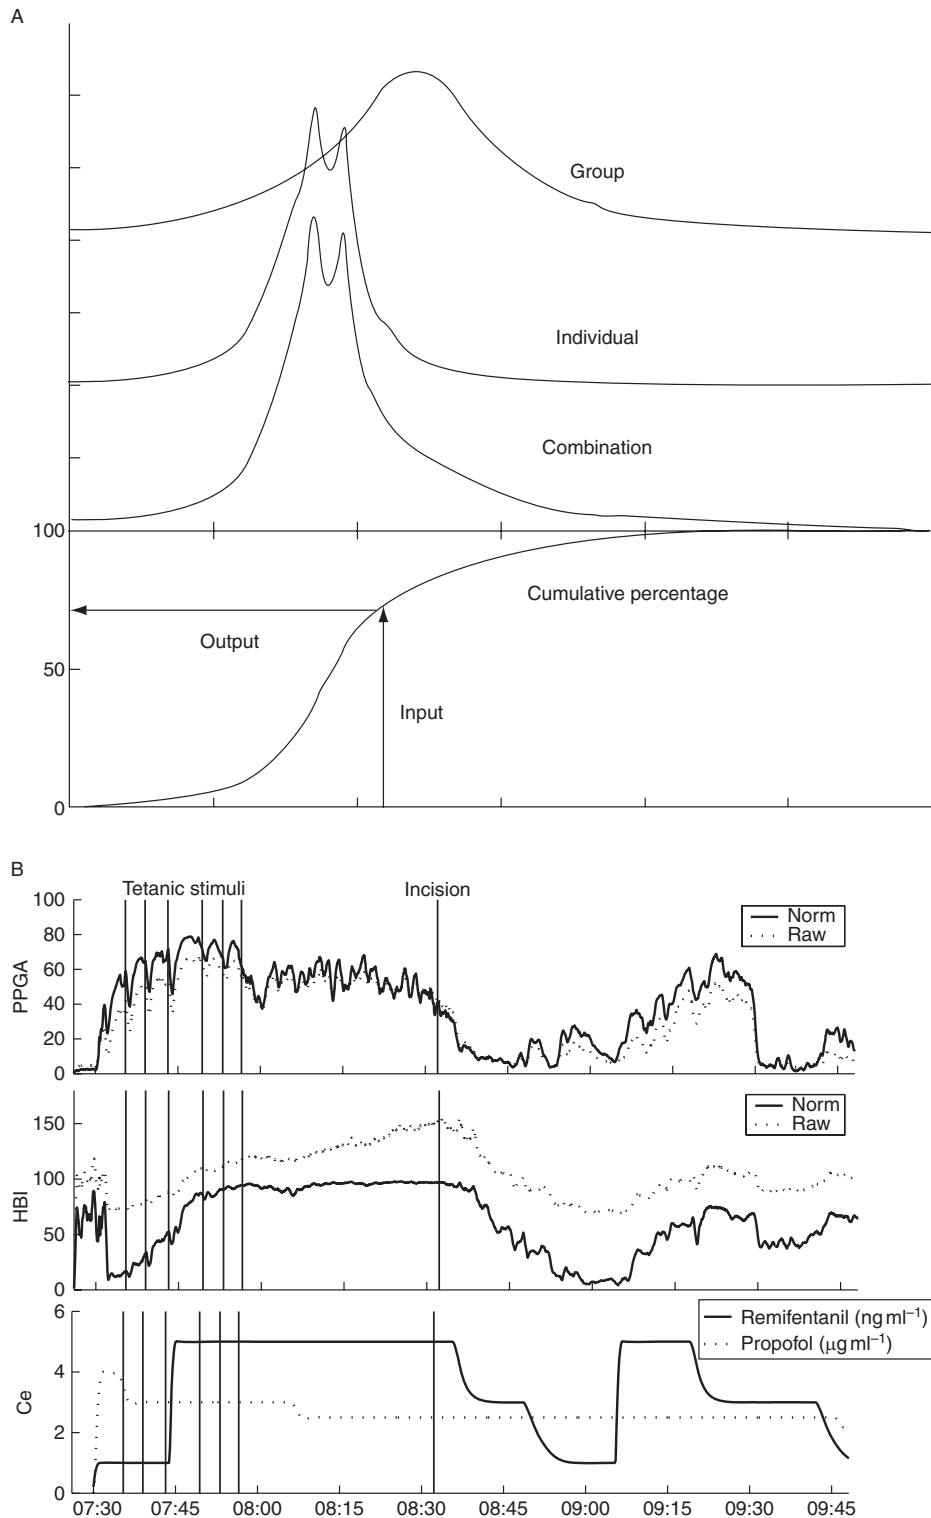 A
Group
Individual
Combination
100
Cumulative percentage
Output
50
Input
0
B
Tetanic stimuli
Incision
100
80
60
40
20
0
PPGA
Norm
Raw
150
100
50
0
HBI
Norm
Raw
6
4
2
0
Ce
Remifentanil (ng ml⁻¹)
Propofol (μg ml⁻¹)
07:30 07:45 08:00 08:15 08:30 08:45 09:00 09:15 09:30 09:45